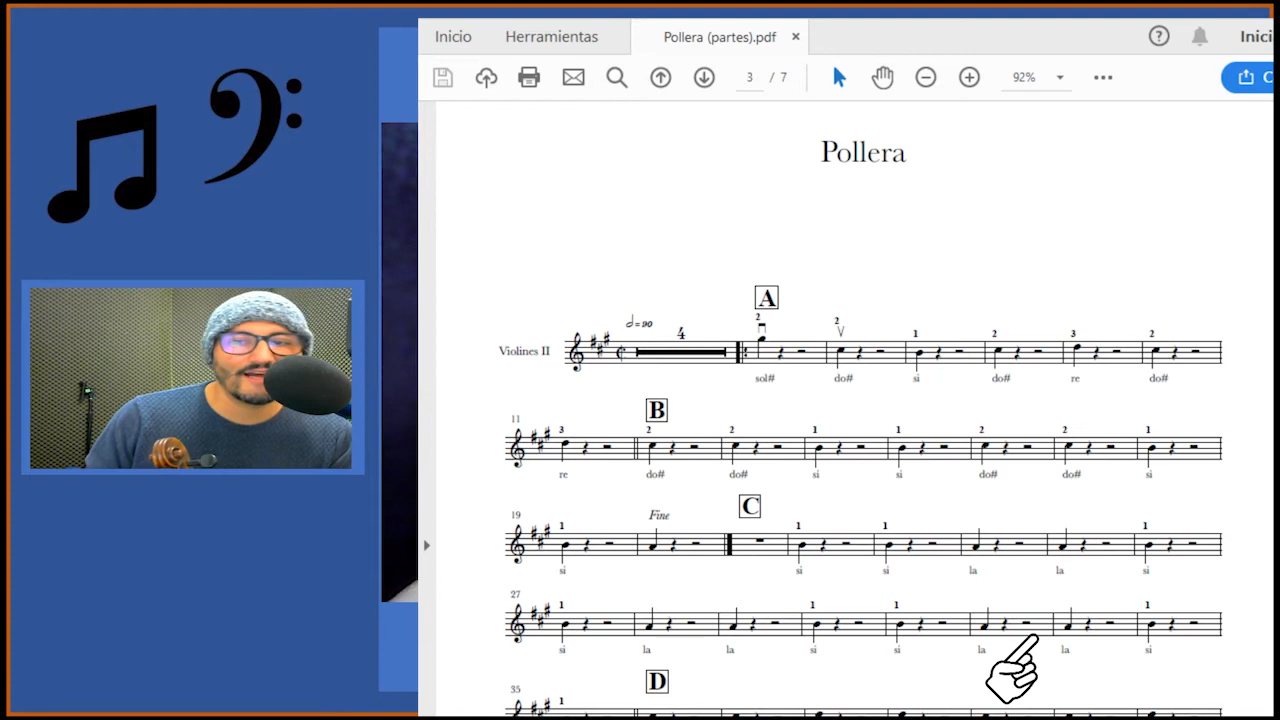 Inicio Herramientas Pollera (partes).pdf × ? Inici
3 / 7 92% C
Pollera
A
𝅗𝅥 = 90 4 2 2 1 2 3 2
Violines II
sol# do# si do# re do#
B
11
3 2 2 1 1 2 2 1
re do# do# si si do# do# si
19 Fine C
1 1 1 1
si si si la la si
27
1 1 1 1
si la la si si la la si
D
35
1